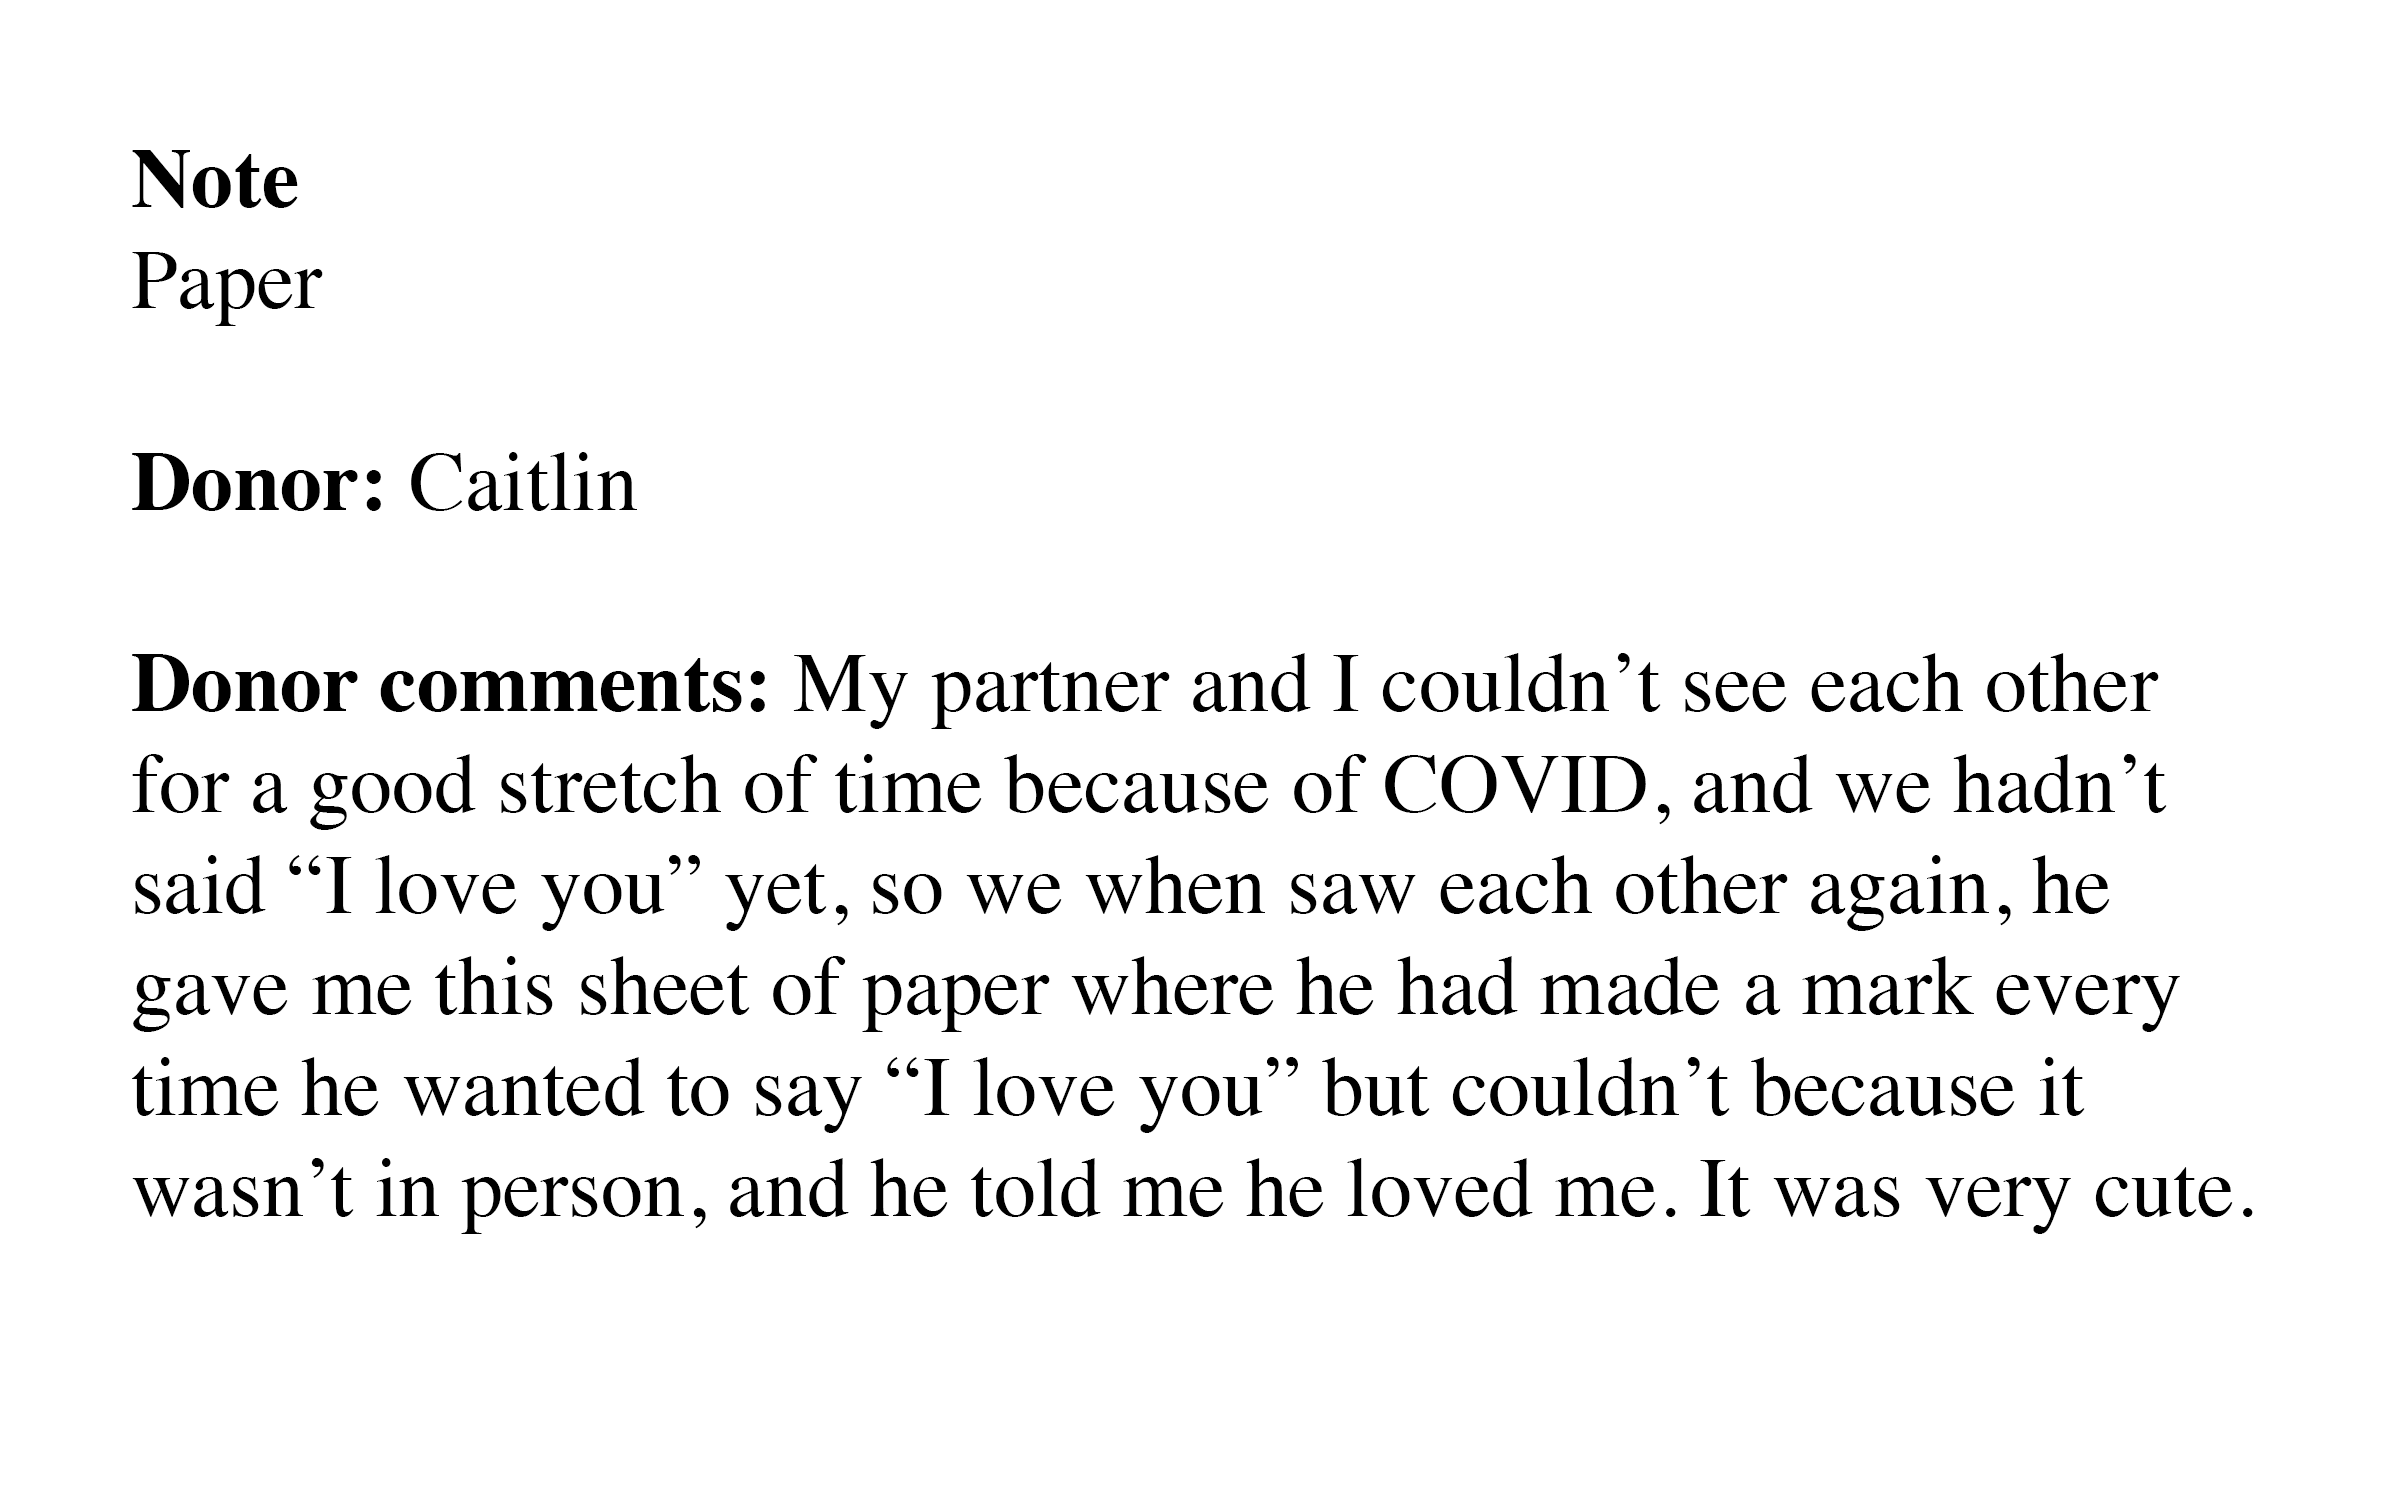 Note
Paper
Donor: Caitlin
Donor comments: My partner and I couldn’t see each other
for a good stretch of time because of COVID, and we hadn’t
said “I love you” yet, so we when saw each other again, he
gave me this sheet of paper where he had made a mark every
time he wanted to say “I love you” but couldn’t because it
wasn’t in person, and he told me he loved me. It was very cute.